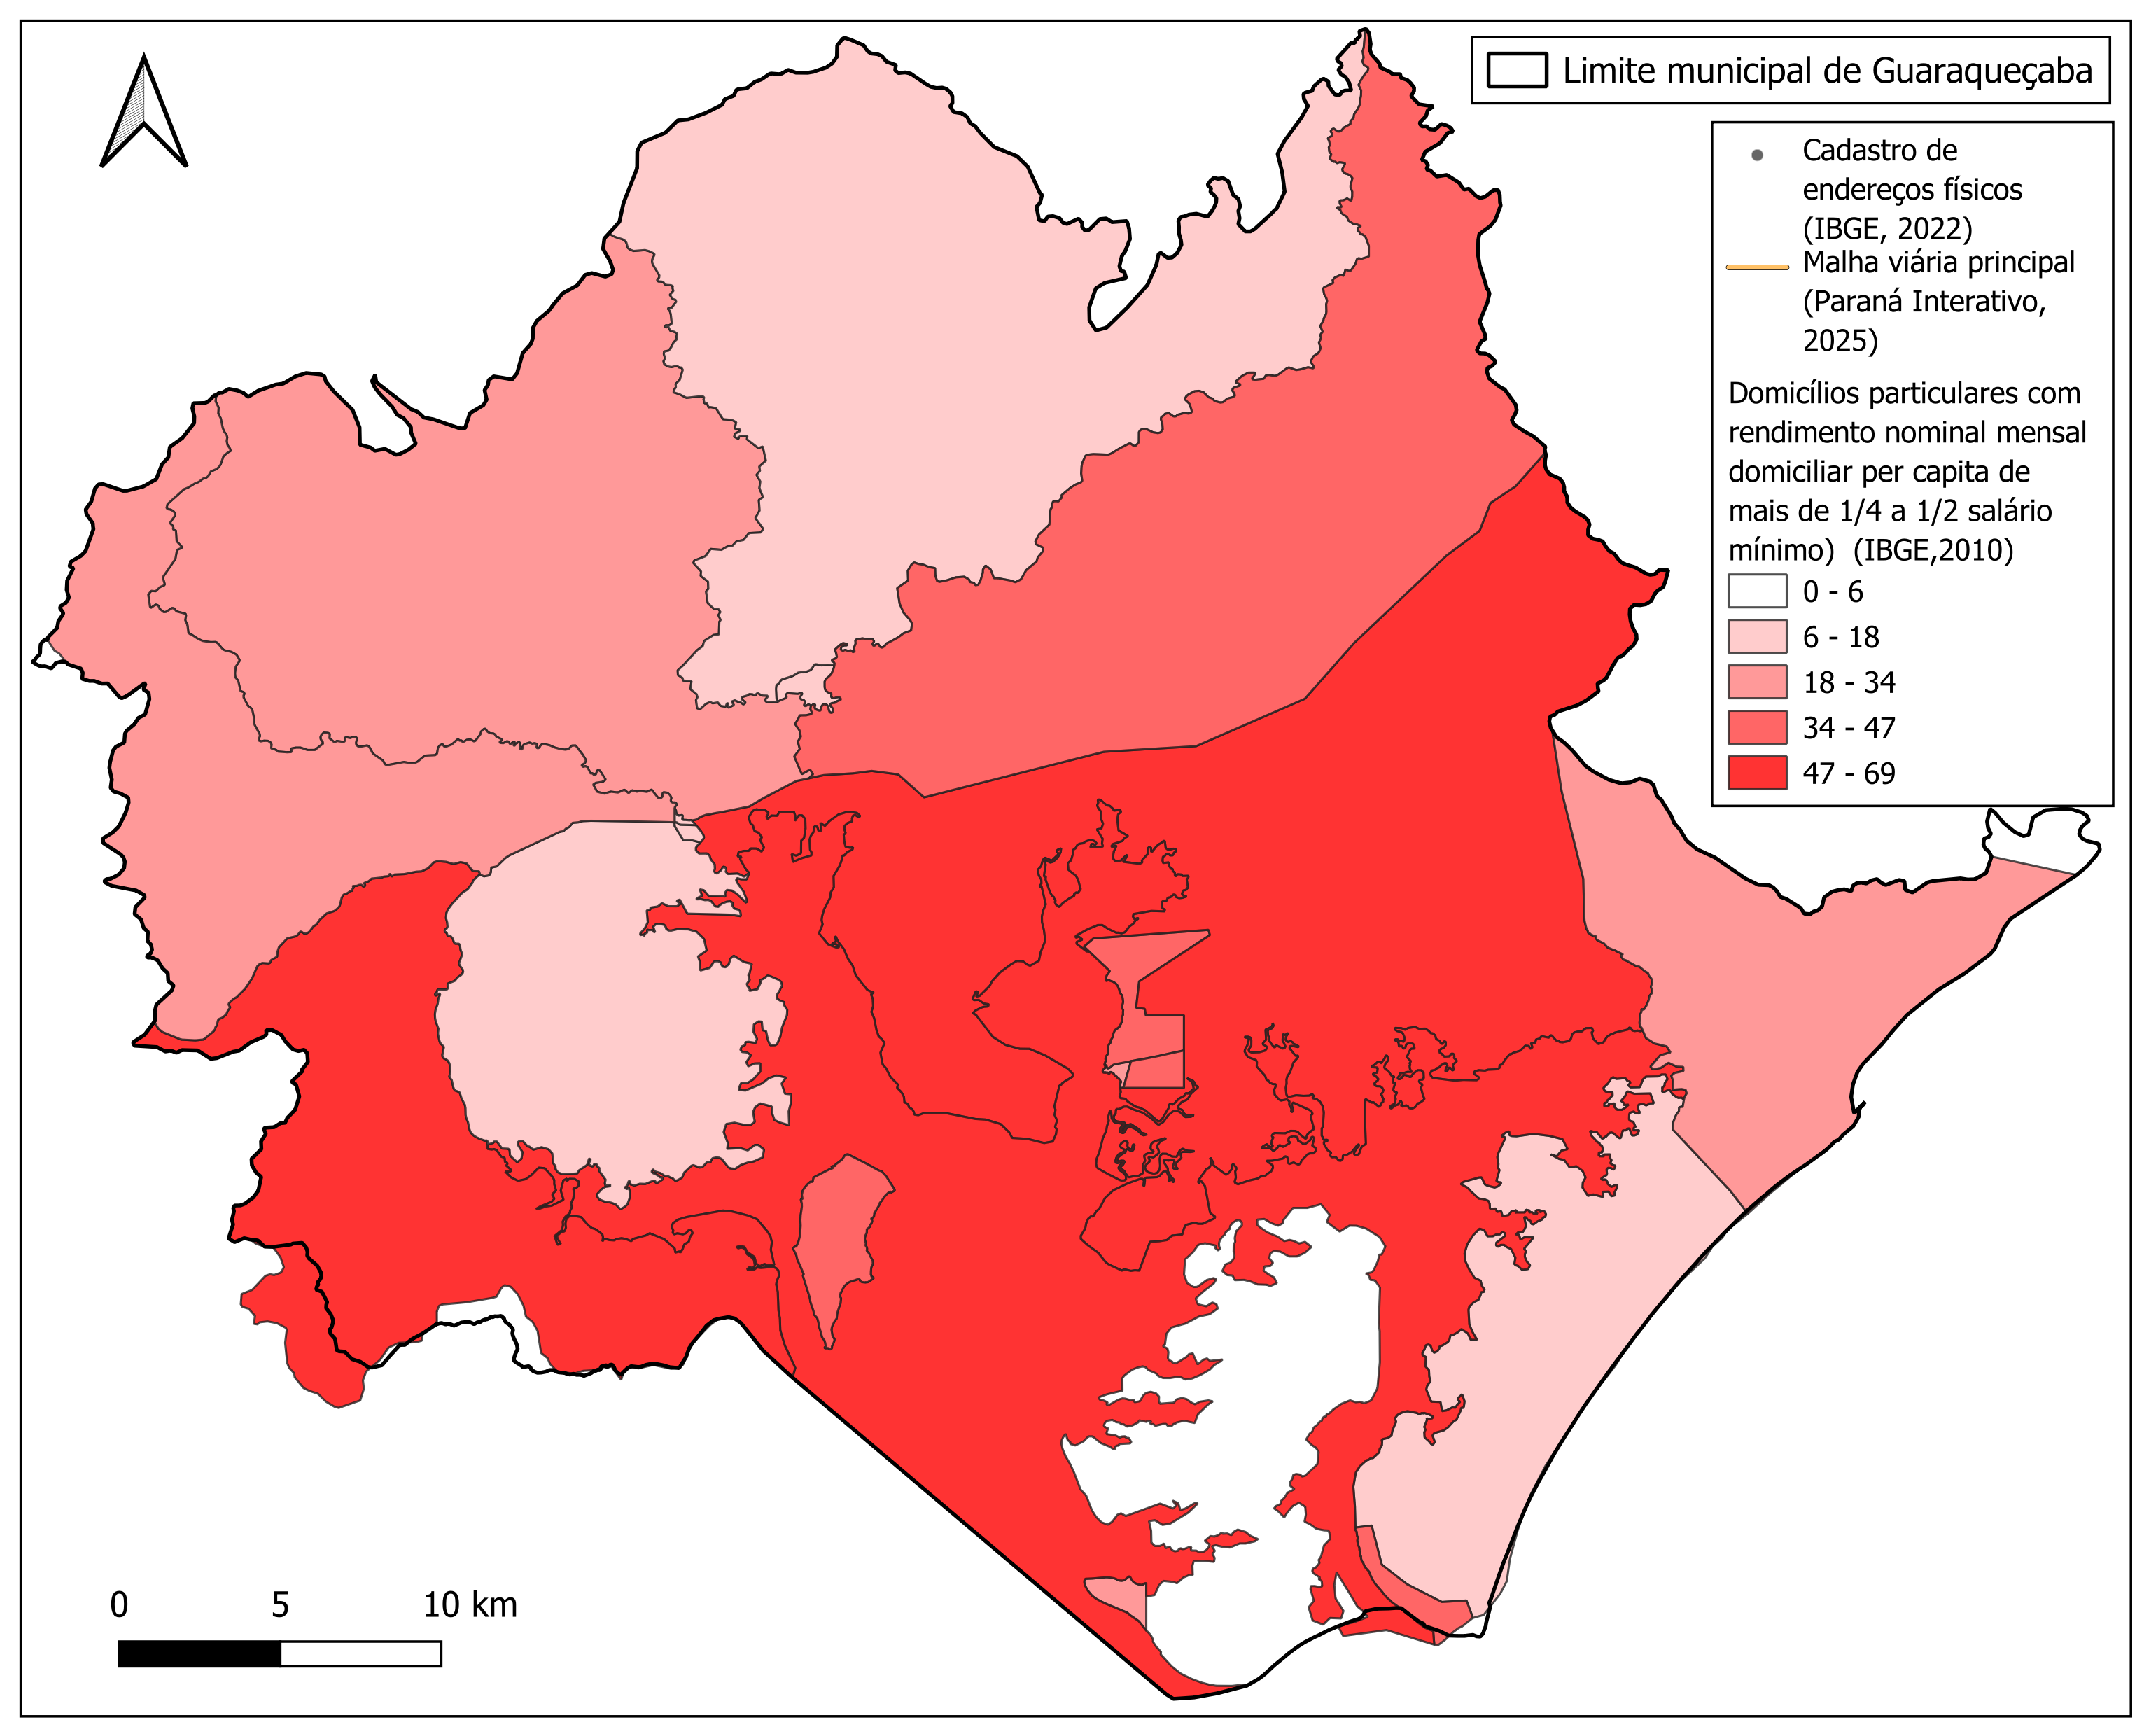 Limite municipal de Guaraqueçaba
Cadastro de
endereços físicos
(IBGE, 2022)
Malha viária principal
(Paraná Interativo,
2025)
Domicílios particulares com
rendimento nominal mensal
domiciliar per capita de
mais de 1/4 a 1/2 salário
mínimo)  (IBGE,2010)
0 - 6
6 - 18
18 - 34
34 - 47
47 - 69
0 5 10 km